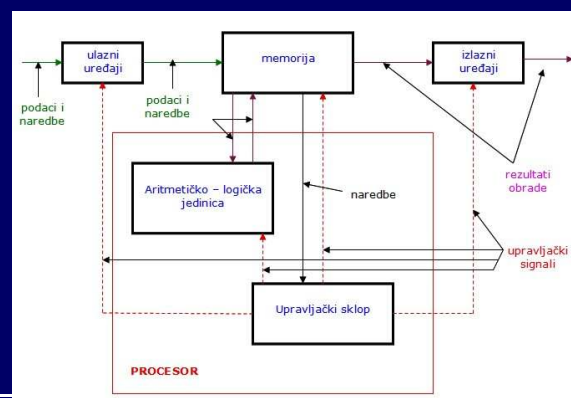 ulazni
uređaji
memorija
izlazni
uređaji
podaci i
naredbe
podaci i
naredbe
Aritmetičko - logička
jedinica
naredbe
rezultati
obrade
upravljački
signali
Upravljački sklop
PROCESOR